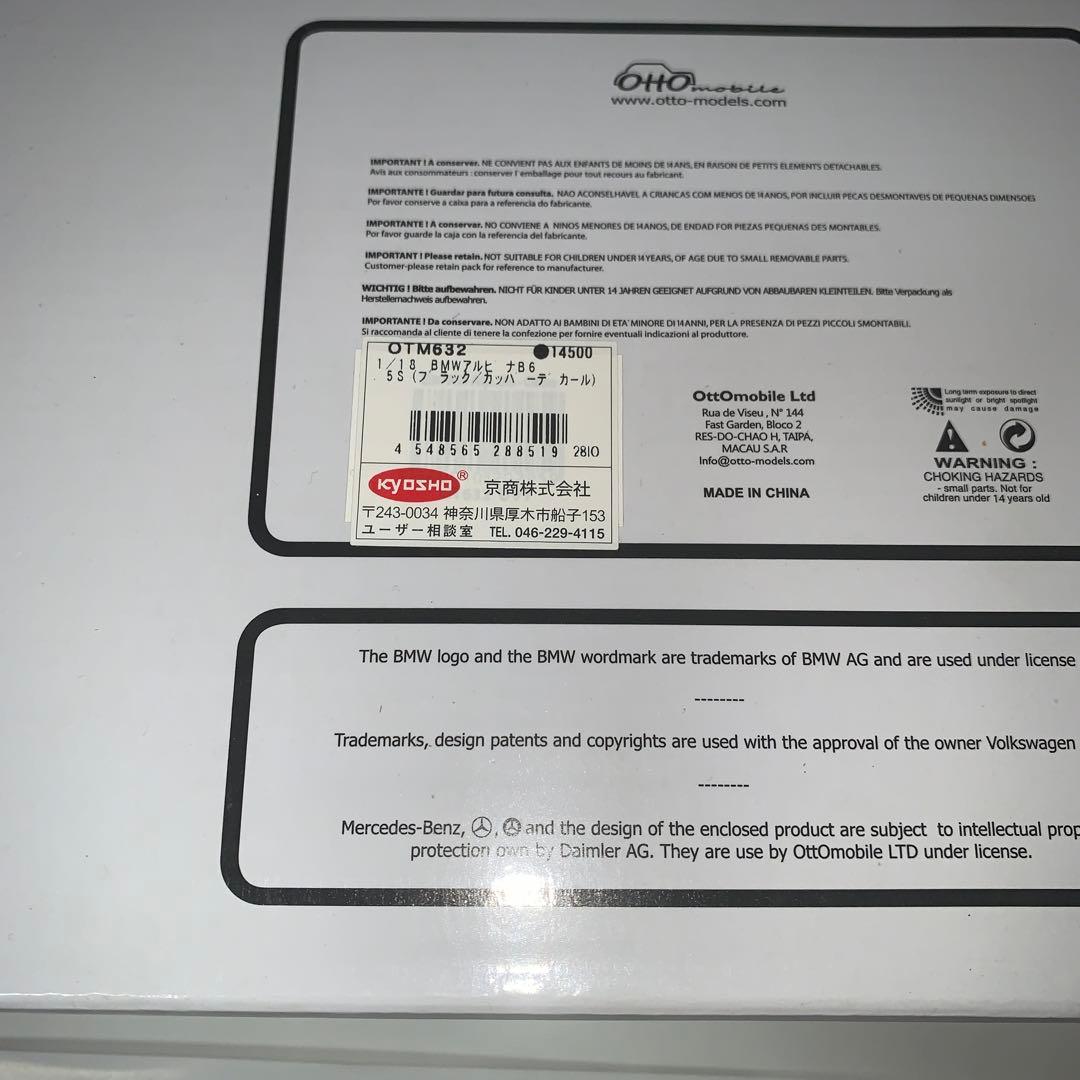 OttOmobile
www.otto-models.com
IMPORTANT ! A conserver. NE CONVIENT PAS AUX ENFANTS DE MOINS DE 14 ANS, EN RAISON DE PETITS ELEMENTS DETACHABLES.
Avis aux consommateurs : conserver l'emballage pour tout recours au fabricant.
IMPORTANTE ! Guardar para futura consulta. NAO ACONSELHAVEL A CRIANCAS COM MENOS DE 14 ANOS, POR INCLUIR PECAS DESMONTAVEIS DE PEQUENAS DIMENSOES
Por favor conserve a caixa para a referencia do fabricante.
IMPORTANTE ! A conservar. NO CONVIENE A NINOS MENORES DE 14 ANOS, DE ENDAD FOR PIEZAS PEQUENAS DES MONTABLES.
Por favor guarde la caja con la referencia del fabricante.
IMPORTANT ! Please retain. NOT SUITABLE FOR CHILDREN UNDER 14 YEARS, OF AGE DUE TO SMALL REMOVABLE PARTS.
Customer-please retain pack for reference to manufacturer.
WICHTIG ! Bitte aufbewahren. NICHT FÜR KINDER UNTER 14 JAHREN GEEIGNET AUFGRUND VON ABBAUBAREN KLEINTEILEN. Bitte Verpackung als
Herstellernachweis aufbewahren.
IMPORTANTE ! Da conservare. NON ADATTO AI BAMBINI DI ETA' MINORE DI 14 ANNI, PER LA PRESENZA DI PEZZI PICCOLI SMONTABILI.
Si raccomanda al cliente di tenere la confezione per fornire eventuali indicazioni al produttore.
OTM632 ●14500
1/18 BMWアルヒ ナB6
.5S(フ ラック/カッハ ーデ カール)
4 548565 288519 2810
KYOSHO® 京商株式会社
〒243-0034 神奈川県厚木市船子153
ユーザー相談室 TEL. 046-229-4115
OttOmobile Ltd
Rua de Viseu , N° 144
Fast Garden, Bloco 2
RES-DO-CHAO H, TAIPA,
MACAU S.A.R
Info@otto-models.com
MADE IN CHINA
Long term exposure to direct
sunlight or bright spotlight
may cause damage
WARNING :
CHOKING HAZARDS
- small parts. Not for
children under 14 years old
The BMW logo and the BMW wordmark are trademarks of BMW AG and are used under license
--------
Trademarks, design patents and copyrights are used with the approval of the owner Volkswagen
--------
Mercedes-Benz, , and the design of the enclosed product are subject to intellectual prop
protection own by Daimler AG. They are use by OttOmobile LTD under license.